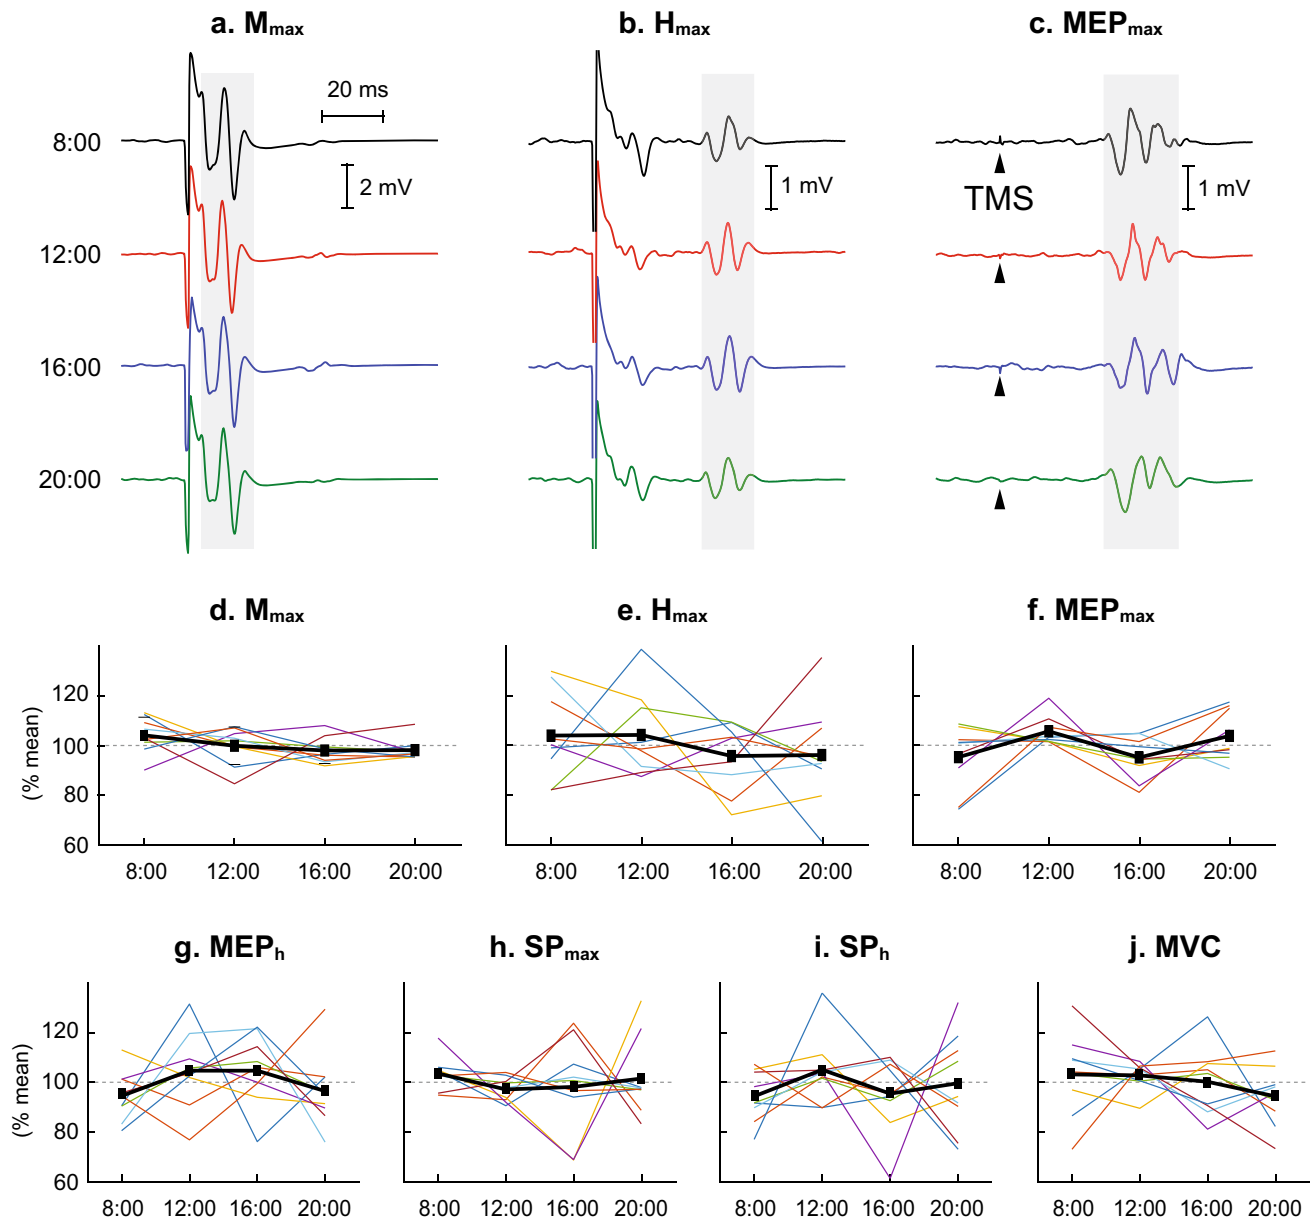 a. Mmax
b. Hmax
c. MEPmax
20 ms
8:00
2 mV
1 mV
TMS
1 mV
12:00
16:00
20:00
d. Mmax
e. Hmax
f. MEPmax
(% mean)
120
100
80
60
8:00 12:00 16:00 20:00
8:00 12:00 16:00 20:00
8:00 12:00 16:00 20:00
g. MEPh
h. SPmax
i. SPh
j. MVC
(% mean)
120
100
80
60
8:00 12:00 16:00 20:00
8:00 12:00 16:00 20:00
8:00 12:00 16:00 20:00
8:00 12:00 16:00 20:00